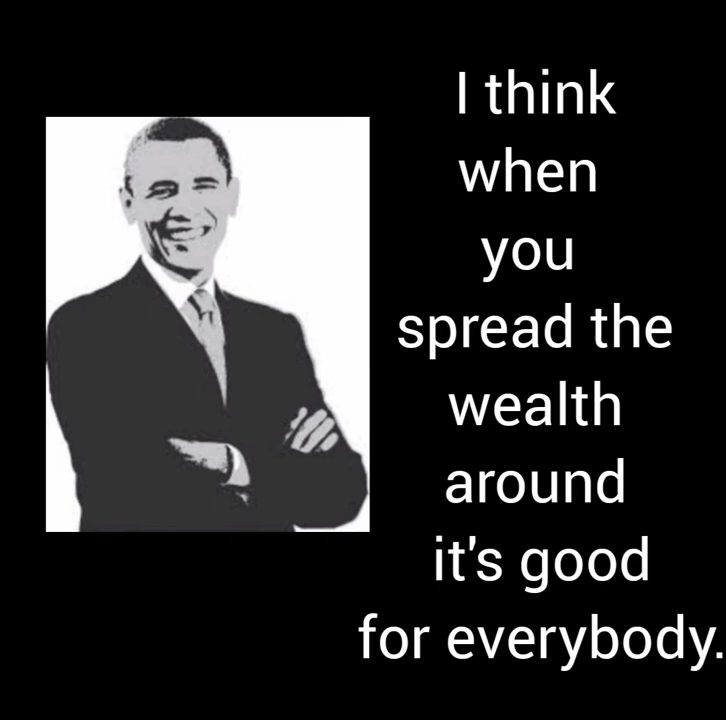 I think
when
you
spread the
wealth
around
it's good
for everybody.